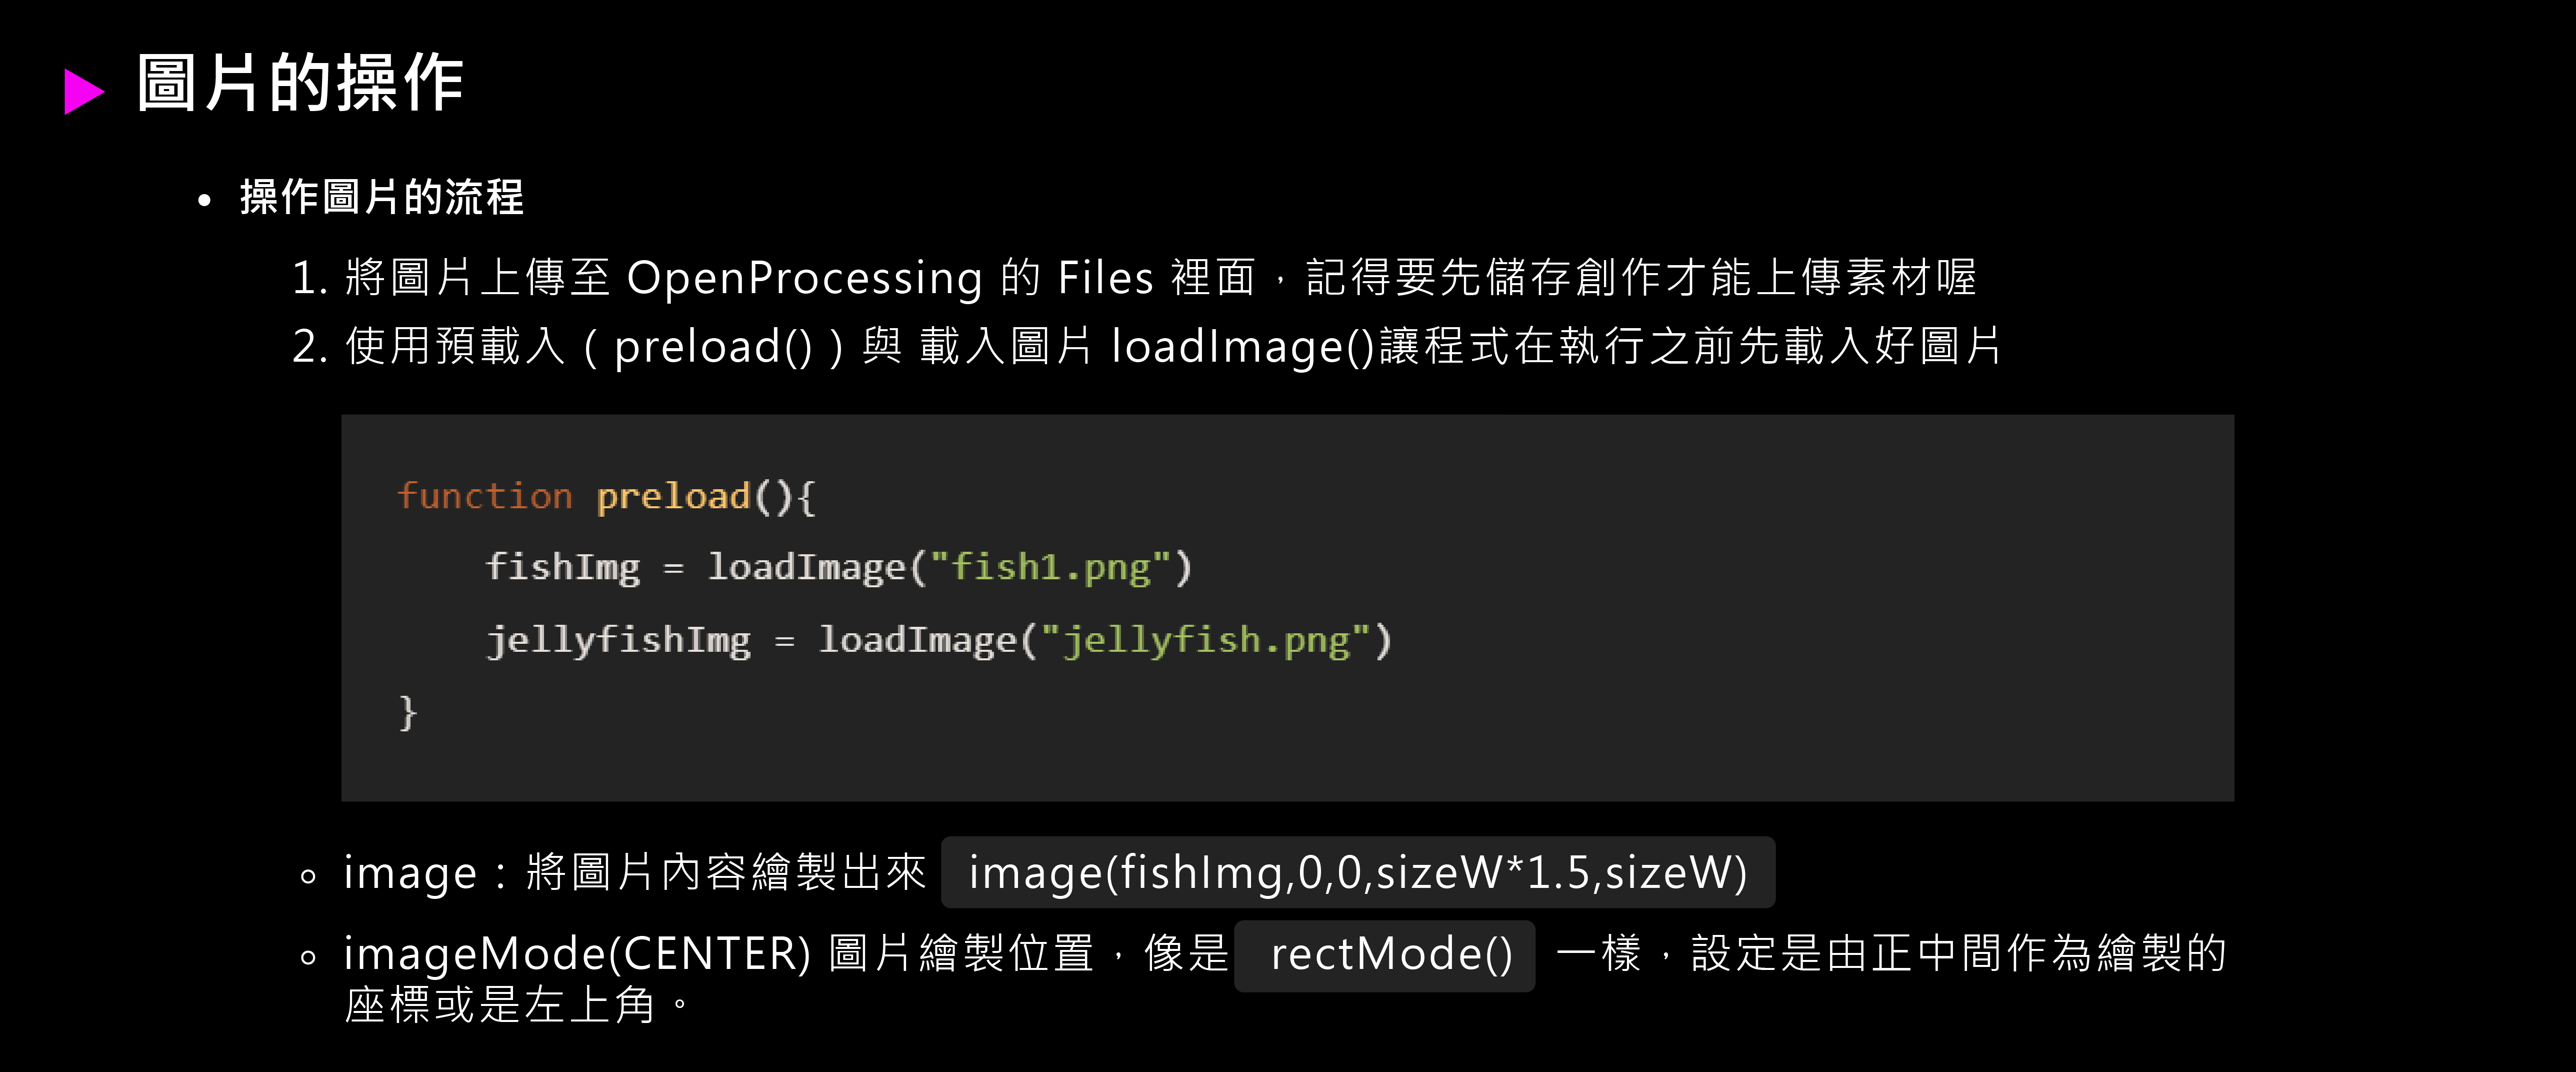 圖片的操作
操作圖片的流程
1. 將圖片上傳至 OpenProcessing 的 Files 裡面，記得要先儲存創作才能上傳素材喔
2. 使用預載入 ( preload() ) 與 載入圖片 loadImage()讓程式在執行之前先載入好圖片
function preload(){
fishImg = loadImage("fish1.png")
jellyfishImg = loadImage("jellyfish.png")
}
image：將圖片內容繪製出來 image(fishImg,0,0,sizeW*1.5,sizeW)
imageMode(CENTER) 圖片繪製位置，像是 rectMode() 一樣，設定是由正中間作為繪製的
座標或是左上角。